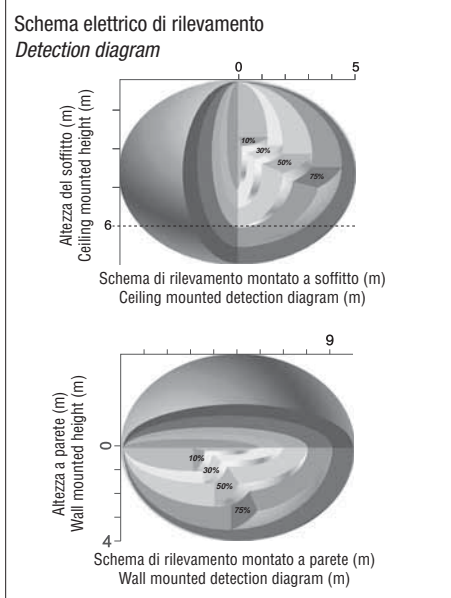 Schema elettrico di rilevamento
Detection diagram
0 5
Altezza del soffitto (m)
Ceiling mounted height (m)
10%
30%
50%
75%
6
Schema di rilevamento montato a soffitto (m)
Ceiling mounted detection diagram (m)
9
Altezza a parete (m)
Wall mounted height (m)
0
10%
30%
50%
75%
4
Schema di rilevamento montato a parete (m)
Wall mounted detection diagram (m)